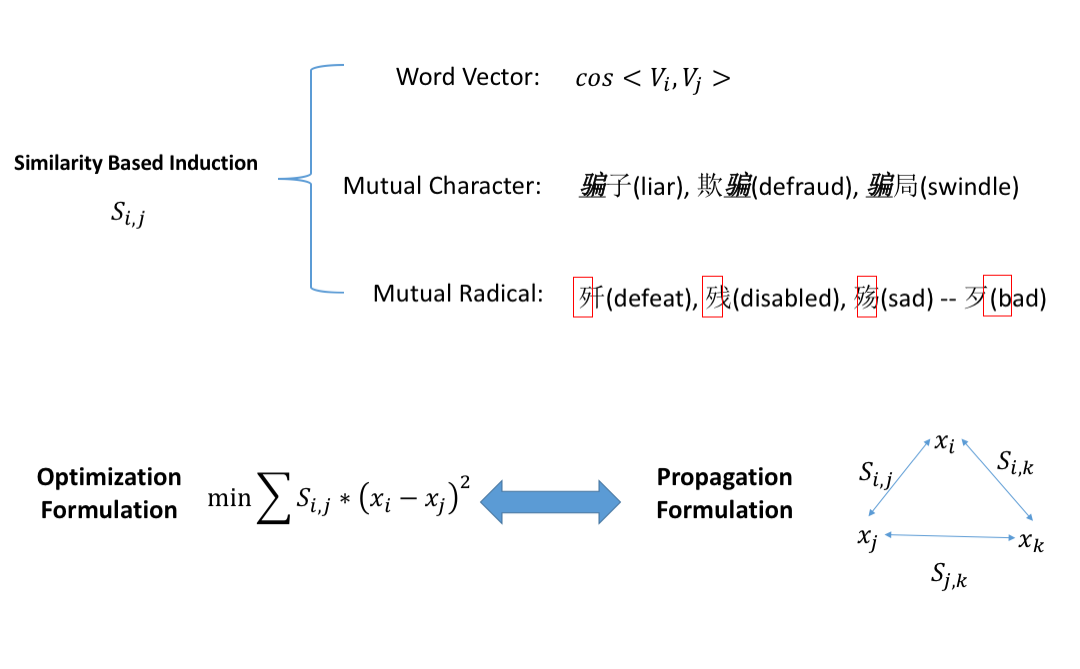 Word Vector: cos < V_i, V_j >
Similarity Based Induction
S_{i,j}
Mutual Character: 骗子(liar), 欺骗(defraud), 骗局(swindle)
Mutual Radical: 歼(defeat), 残(disabled), 殇(sad) -- 歹(bad)
Optimization
Formulation
min ∑ S_{i,j} * (x_i − x_j)^2
Propagation
Formulation
x_i
S_{i,j}
S_{i,k}
x_j
x_k
S_{j,k}